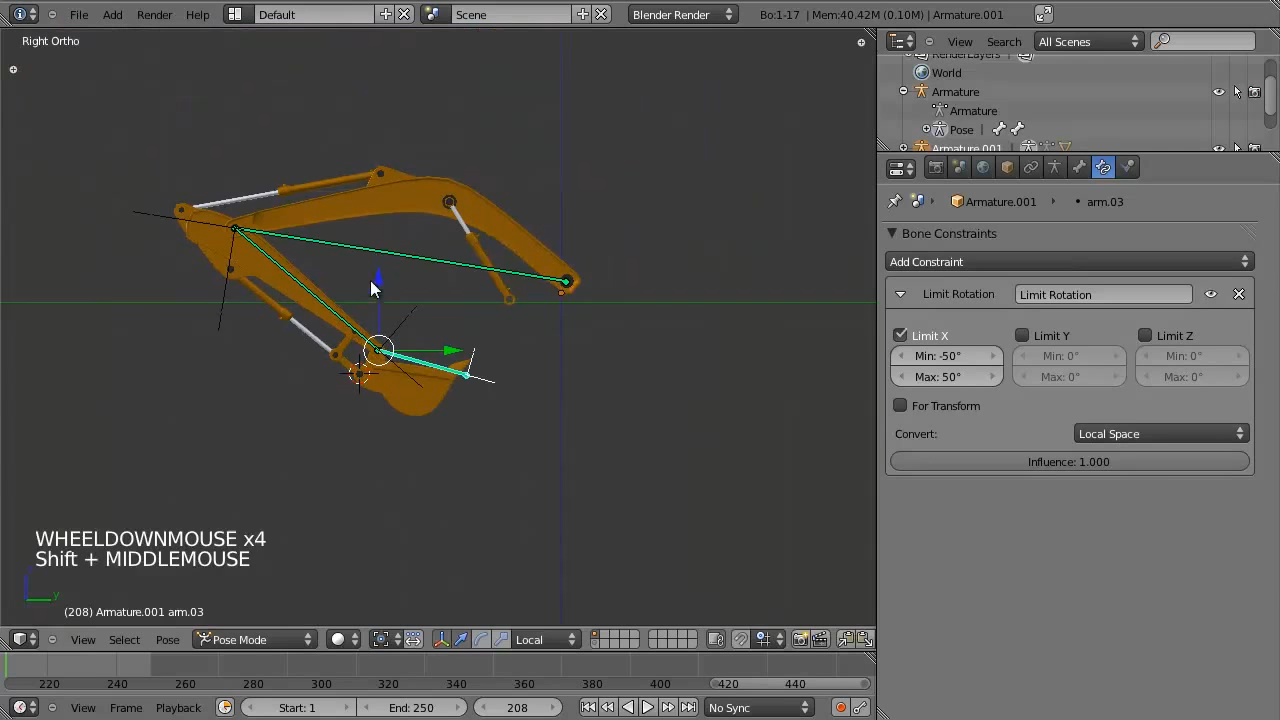 File Add Render Help Default Scene Blender Render Bo:1-17 | Mem:40.42M (0.10M) | Armature.001
Right Ortho
View Search All Scenes
RenderLayers |
World
Armature
Armature
Pose |
Armature.001 |
Armature.001 arm.03
Bone Constraints
Add Constraint
Limit Rotation Limit Rotation
Limit X Limit Y Limit Z
Min: -50° Min: 0° Min: 0°
Max: 50° Max: 0° Max: 0°
For Transform
Convert: Local Space
Influence: 1.000
WHEELDOWNMOUSE x4
Shift + MIDDLEMOUSE
y
(208) Armature.001 arm.03
View Select Pose Pose Mode Local
220 240 260 280 300 320 340 360 380 400 420 440
View Frame Playback Start: 1 End: 250 208 No Sync